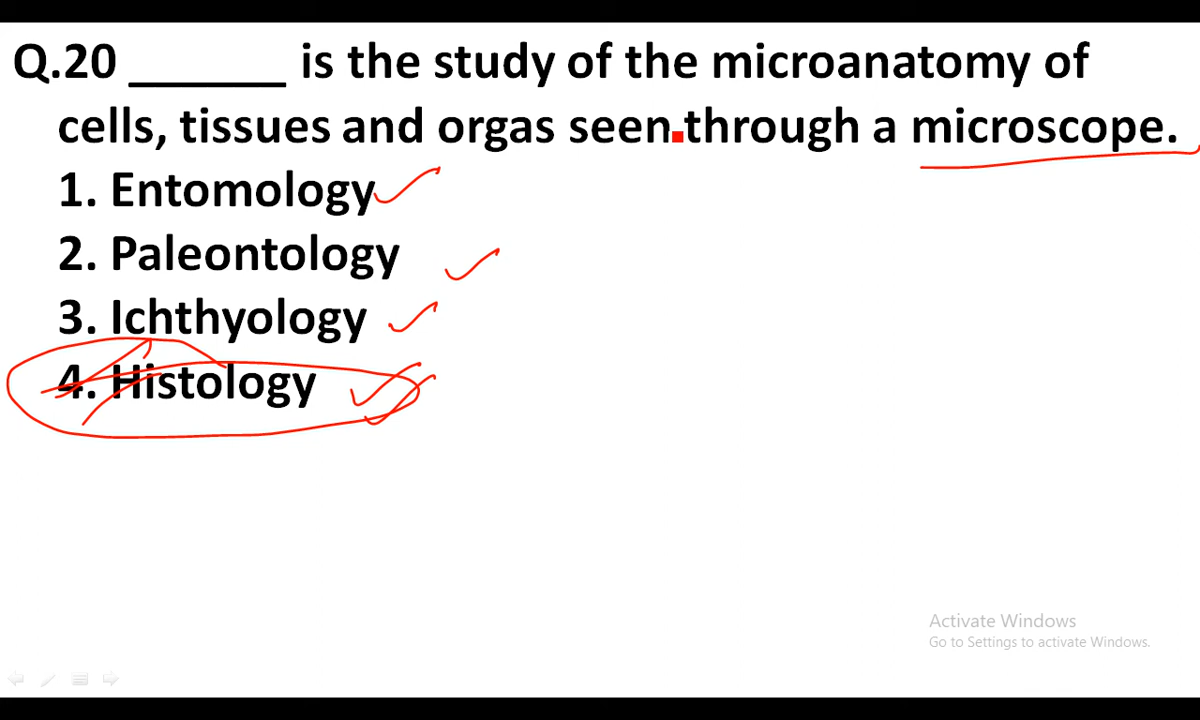 Q.20 ______ is the study of the microanatomy of
cells, tissues and orgas seen through a microscope.
1. Entomology
2. Paleontology
3. Ichthyology
4. Histology
Activate Windows
Go to Settings to activate Windows.